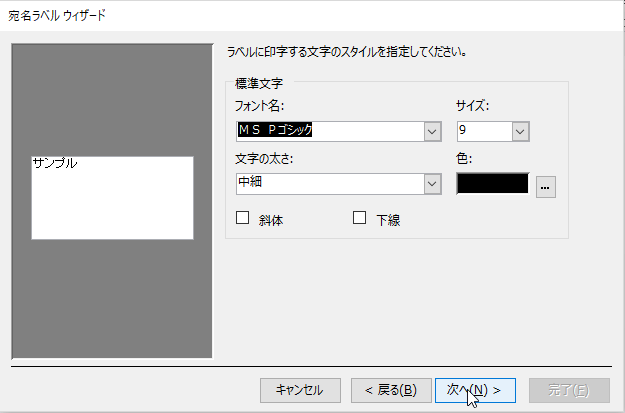 宛名ラベル ウィザード
ラベルに印字する文字のスタイルを指定してください。
標準文字
フォント名:
サイズ:
ＭＳ Ｐゴシック
9
文字の太さ:
色:
中細
...
斜体
下線
サンプル
キャンセル
< 戻る(B)
次へ(N) >
完了(F)